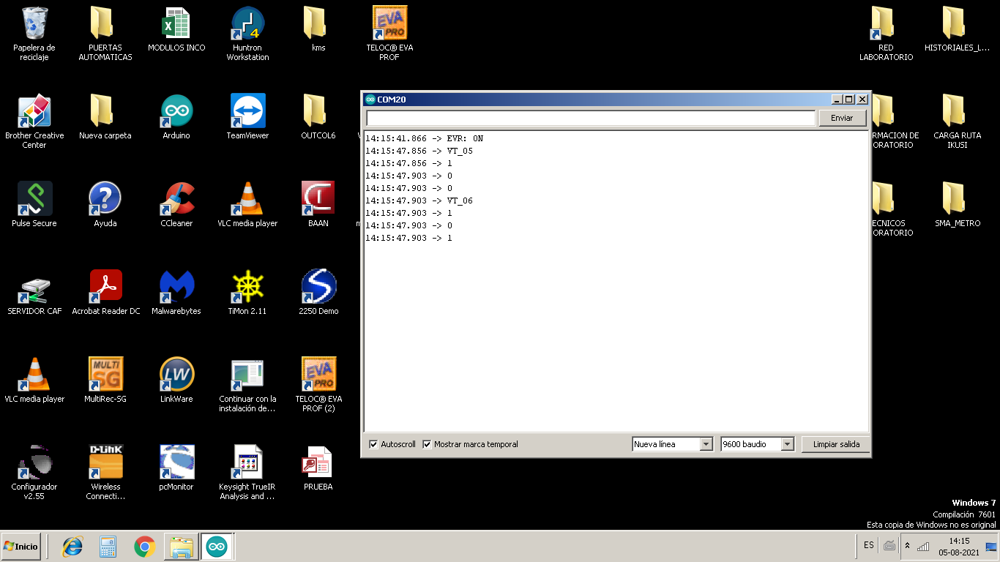 Papelera de
reciclaje
PUERTAS
AUTOMATICAS
MODULOS INCO
Huntron
Workstation
kms
EVA
PRO
TELOC® EVA
PROF
RED
LABORATORIO
HISTORIALES_L...
Brother Creative
Center
Nueva carpeta
Arduino
TeamViewer
OUTCOL6
RMACION DE
ORATORIO
CARGA RUTA
IKUSI
Pulse Secure
Ayuda
CCleaner
VLC media player
BAAN
ECNICOS
ORATORIO
SMA_METRO
SERVIDOR CAF
Acrobat Reader DC
Malwarebytes
TiMon 2.11
2250 Demo
VLC media player
MULTI
SG
MultiRec-SG
LW
LinkWare
Continuar con la
instalación de...
EVA
PRO
TELOC® EVA
PROF (2)
Configurador
v2.55
D-Link
Wireless
Connecti...
pcMonitor
Keysight TrueIR
Analysis and ...
PRUEBA
COM20
Enviar
14:15:41.866 -> EVR: ON
14:15:47.856 -> VT_05
14:15:47.856 -> 1
14:15:47.903 -> 0
14:15:47.903 -> 0
14:15:47.903 -> VT_06
14:15:47.903 -> 1
14:15:47.903 -> 0
14:15:47.903 -> 1
Autoscroll
Mostrar marca temporal
Nueva línea
9600 baudio
Limpiar salida
Windows 7
Compilación 7601
Esta copia de Windows no es original
Inicio
ES
14:15
05-08-2021